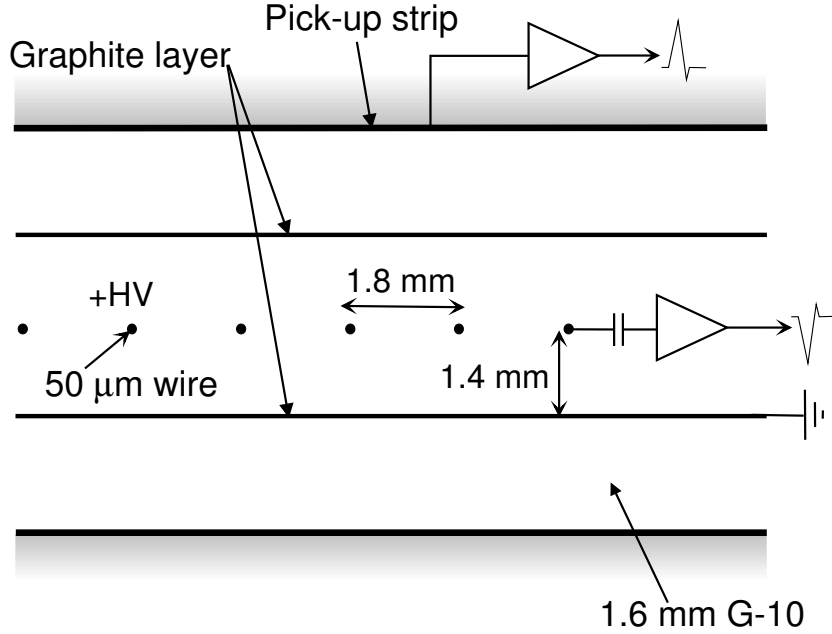 Pick-up strip
Graphite layer
+HV
1.8 mm
50 μm wire
1.4 mm
1.6 mm G-10